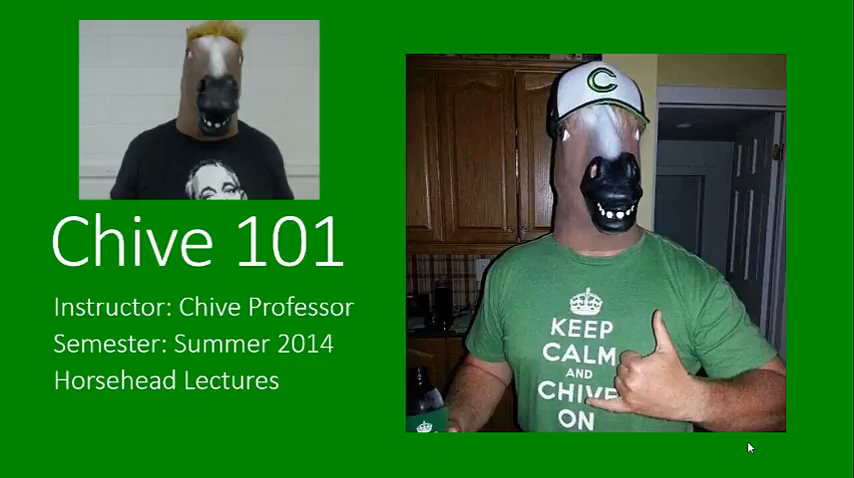 Chive 101
Instructor: Chive Professor
Semester: Summer 2014
Horsehead Lectures
C
KEEP
CALM
AND
CHIVE
ON